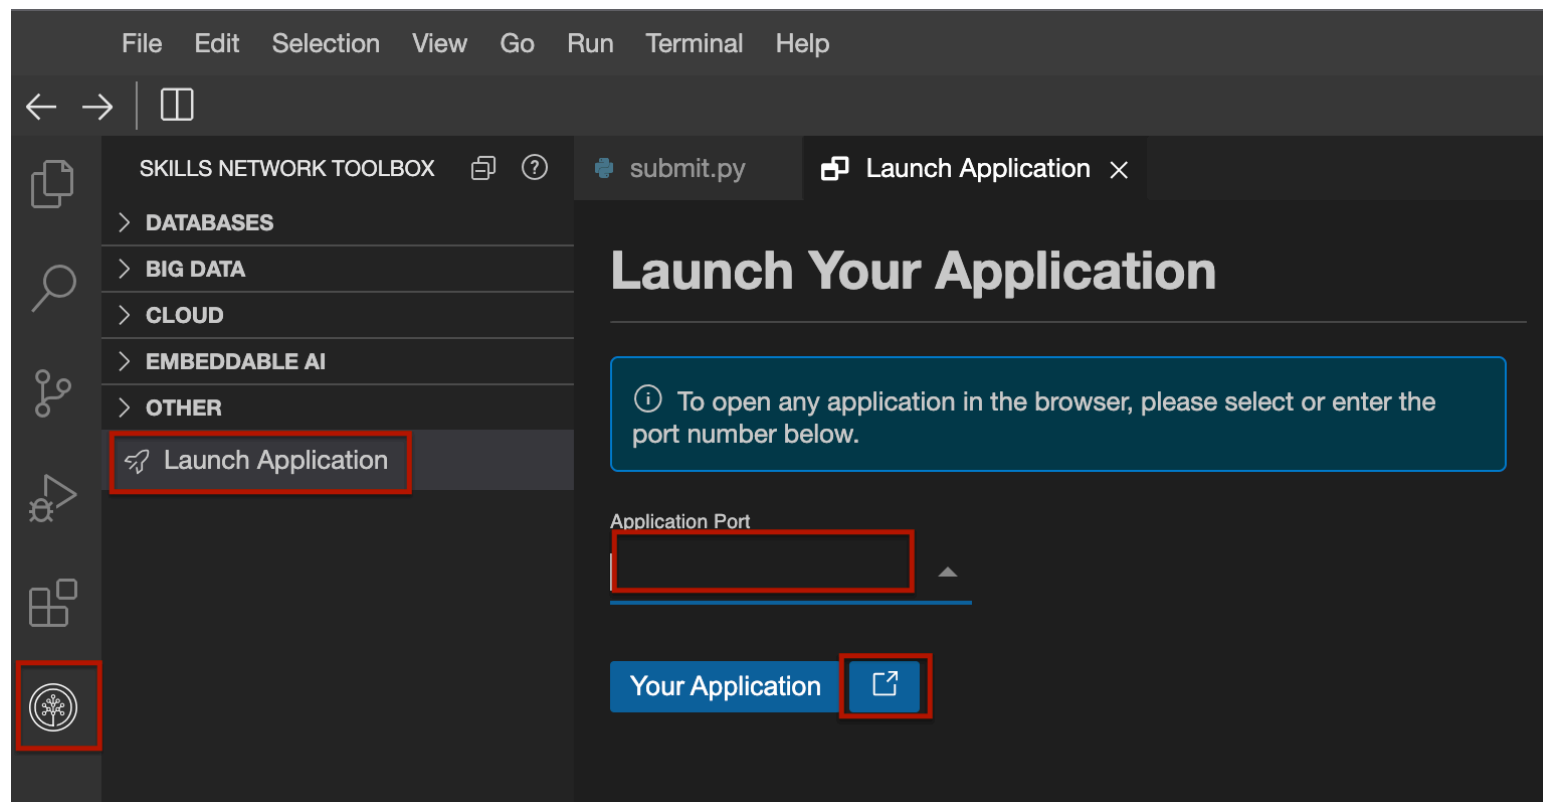 File Edit Selection View Go Run Terminal Help
SKILLS NETWORK TOOLBOX
submit.py
Launch Application
DATABASES
BIG DATA
CLOUD
EMBEDDABLE AI
OTHER
Launch Application
Launch Your Application
To open any application in the browser, please select or enter the
port number below.
Application Port
Your Application